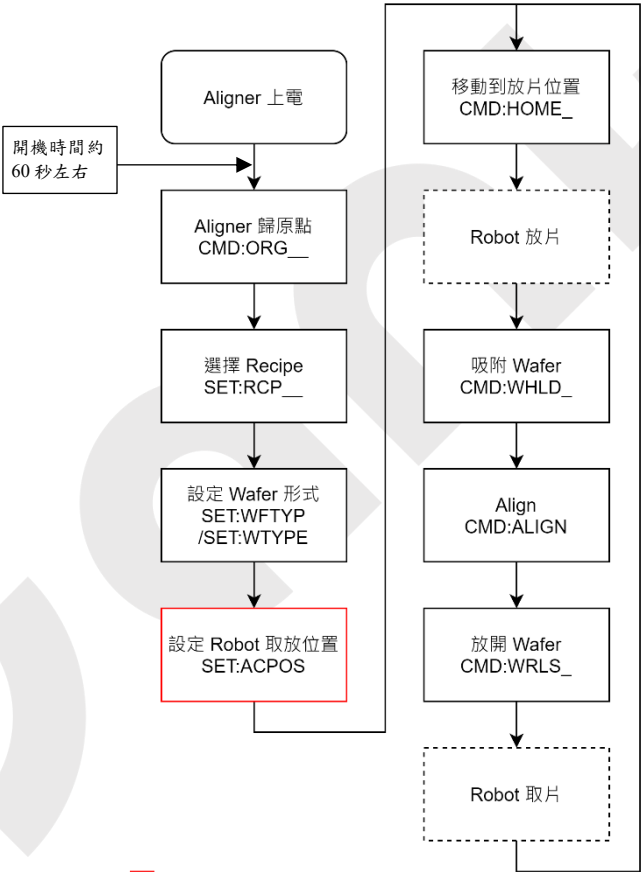 Aligner 上電
開機時間約
60 秒左右
Aligner 歸原點
CMD:ORG__
選擇 Recipe
SET:RCP__
設定 Wafer 形式
SET:WFTYP
/SET:WTYPE
設定 Robot 取放位置
SET:ACPOS
移動到放片位置
CMD:HOME_
Robot 放片
吸附 Wafer
CMD:WHLD_
Align
CMD:ALIGN
放開 Wafer
CMD:WRLS_
Robot 取片